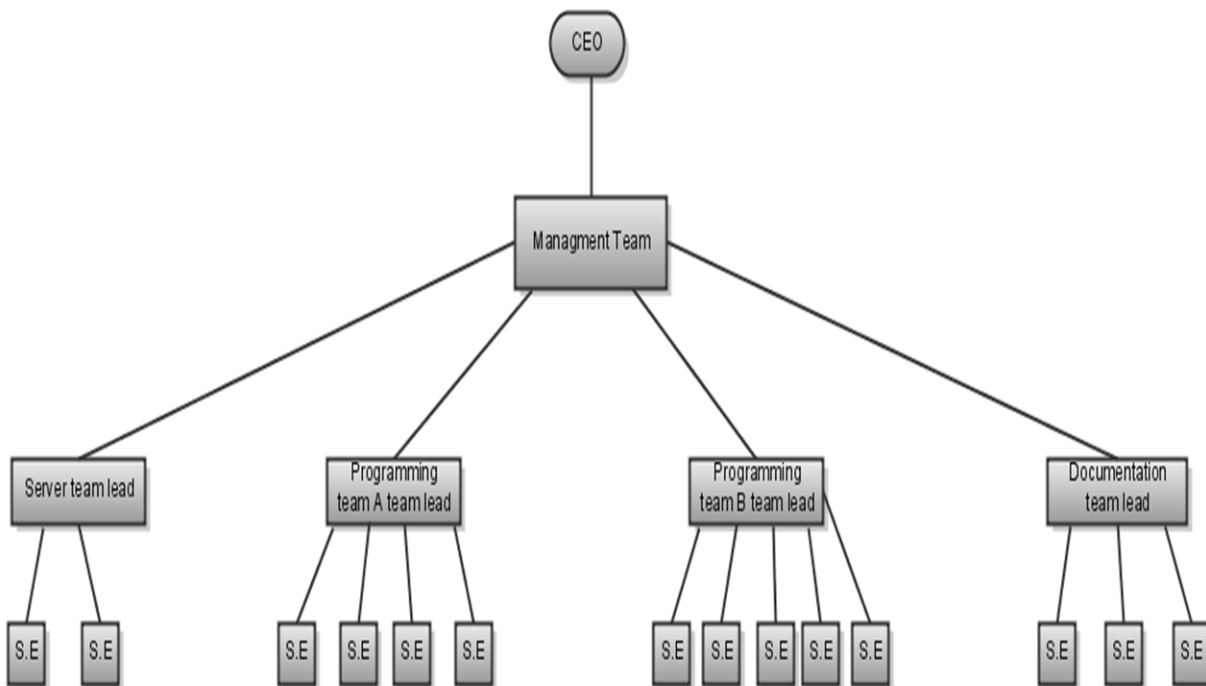 CEO
Managment Team
Server team lead
Programming
team A team lead
Programming
team B team lead
Documentation
team lead
S.E
S.E
S.E
S.E
S.E
S.E
S.E
S.E
S.E
S.E
S.E
S.E
S.E
S.E